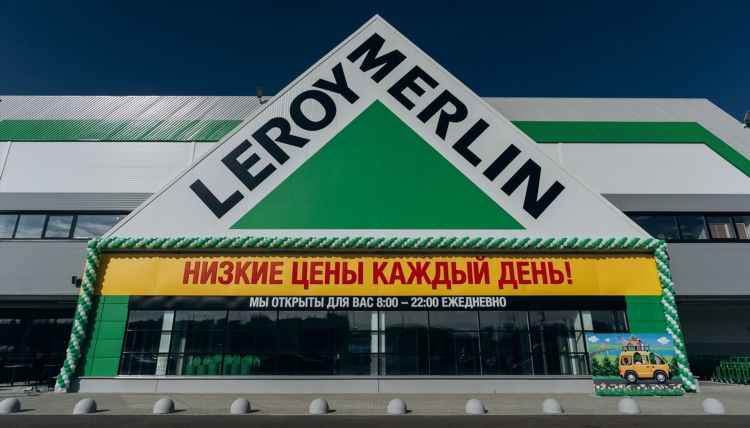 LEROY MERLIN
НИЗКИЕ ЦЕНЫ КАЖДЫЙ ДЕНЬ!
МЫ ОТКРЫТЫ ДЛЯ ВАС 8:00 – 22:00 ЕЖЕДНЕВНО